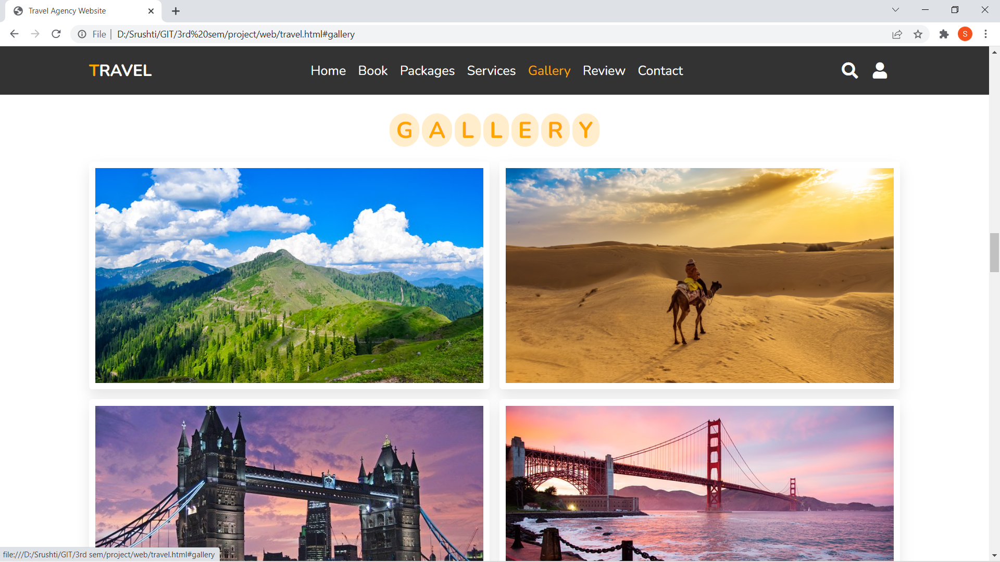 Travel Agency Website
File | D:/Srushti/GIT/3rd%20sem/project/web/travel.html#gallery
S
TRAVEL Home Book Packages Services Gallery Review Contact
GALLERY
file:///D:/Srushti/GIT/3rd sem/project/web/travel.html#gallery